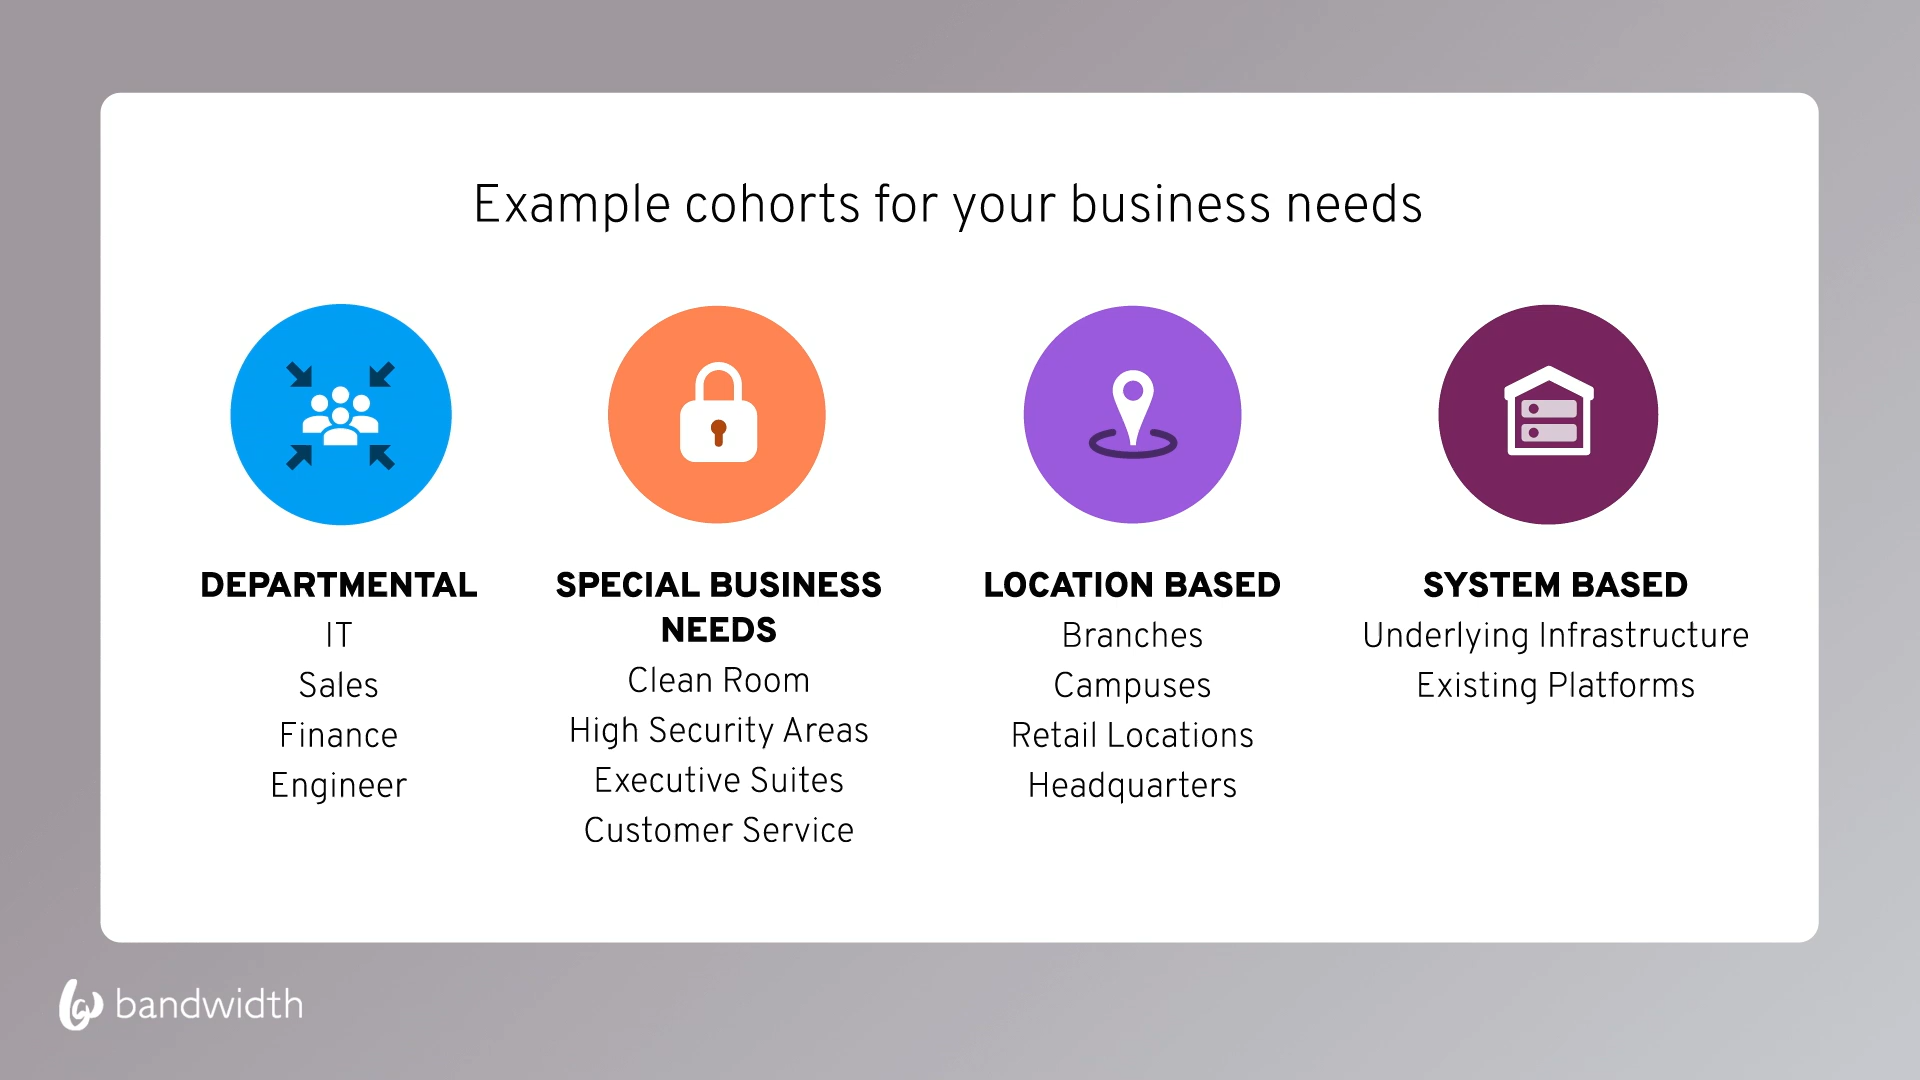 Example cohorts for your business needs
DEPARTMENTAL
IT
Sales
Finance
Engineer
SPECIAL BUSINESS
NEEDS
Clean Room
High Security Areas
Executive Suites
Customer Service
LOCATION BASED
Branches
Campuses
Retail Locations
Headquarters
SYSTEM BASED
Underlying Infrastructure
Existing Platforms
bandwidth